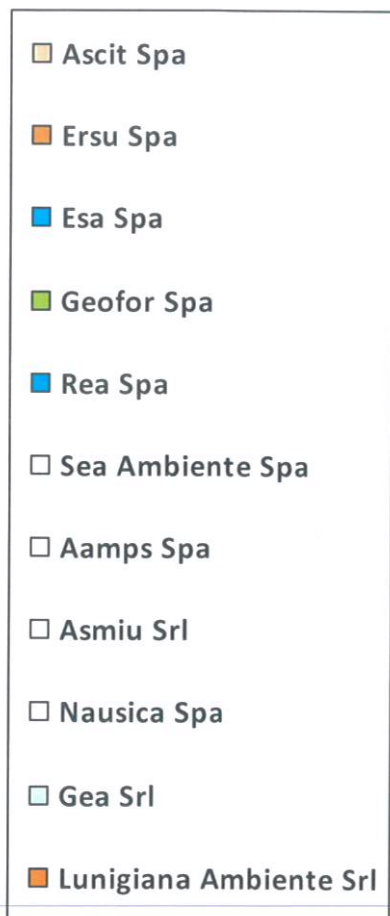 Ascit Spa
Ersu Spa
Esa Spa
Geofor Spa
Rea Spa
Sea Ambiente Spa
Aamps Spa
Asmiu Srl
Nausica Spa
Gea Srl
Lunigiana Ambiente Srl